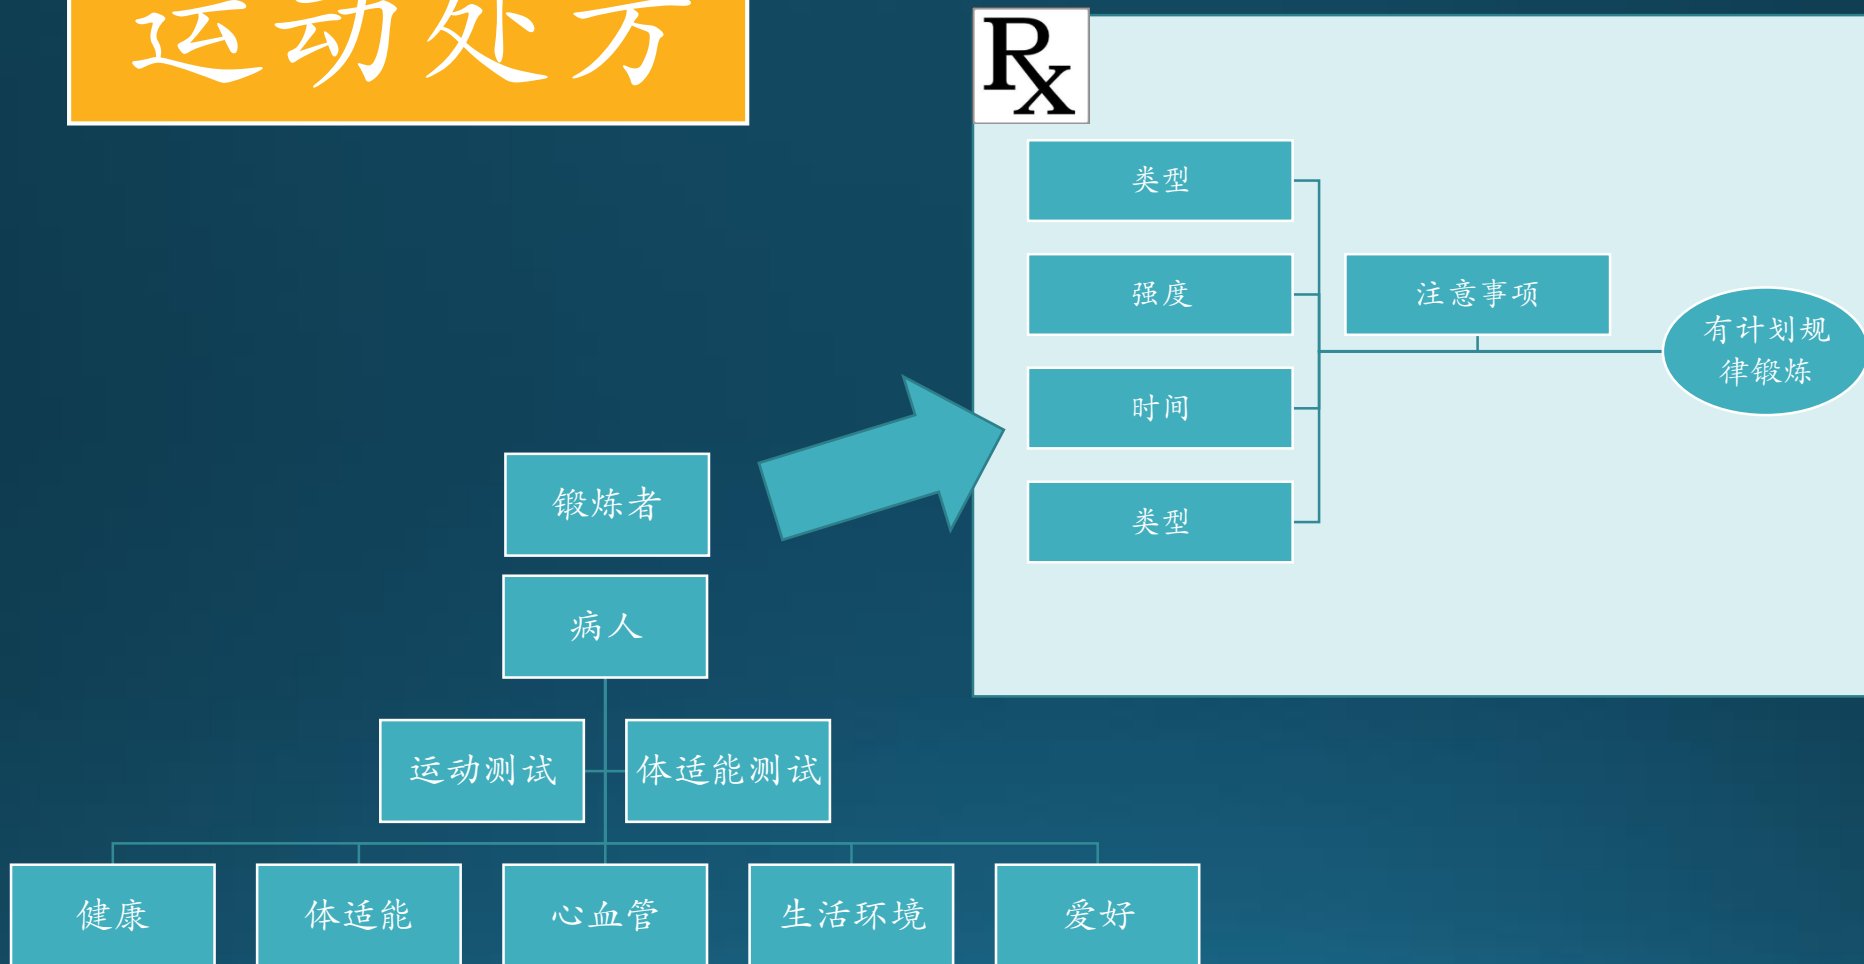 运动处方
Rx
类型
强度
时间
类型
注意事项
有计划规
律锻炼
锻炼者
病人
运动测试
体适能测试
健康
体适能
心血管
生活环境
爱好